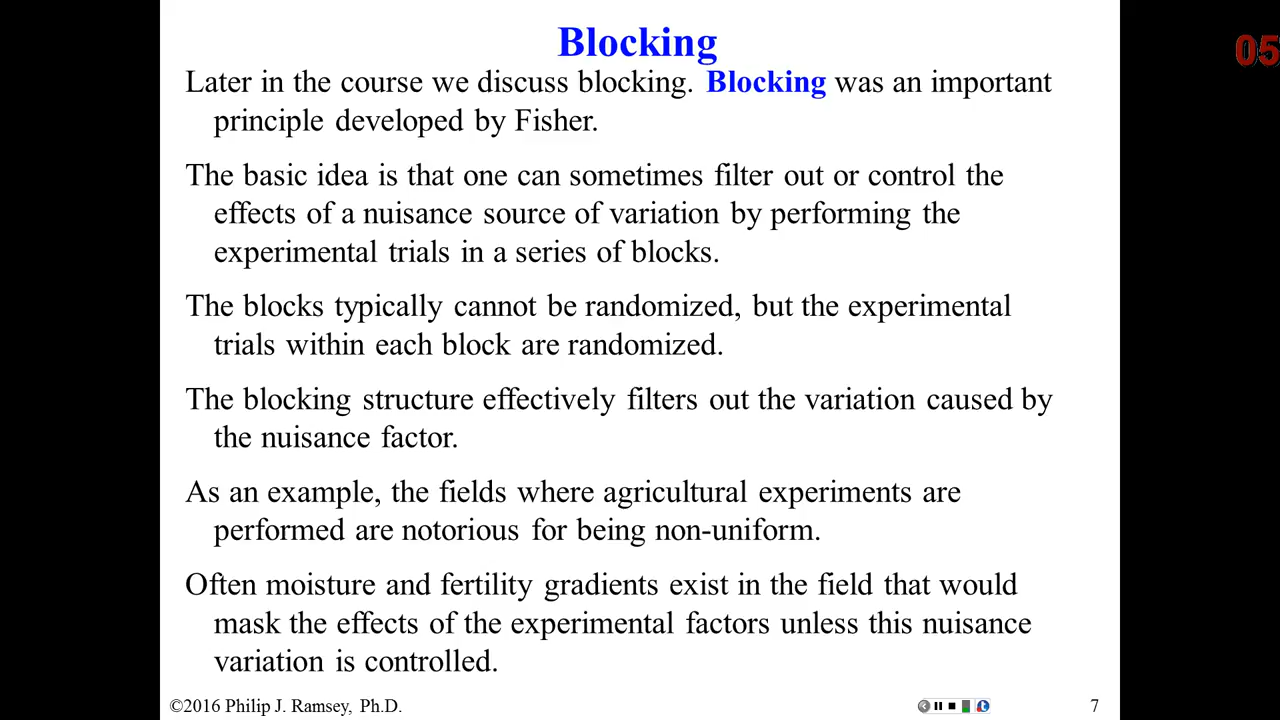 Blocking
05
Later in the course we discuss blocking. Blocking was an important
principle developed by Fisher.
The basic idea is that one can sometimes filter out or control the
effects of a nuisance source of variation by performing the
experimental trials in a series of blocks.
The blocks typically cannot be randomized, but the experimental
trials within each block are randomized.
The blocking structure effectively filters out the variation caused by
the nuisance factor.
As an example, the fields where agricultural experiments are
performed are notorious for being non-uniform.
Often moisture and fertility gradients exist in the field that would
mask the effects of the experimental factors unless this nuisance
variation is controlled.
©2016 Philip J. Ramsey, Ph.D.
7